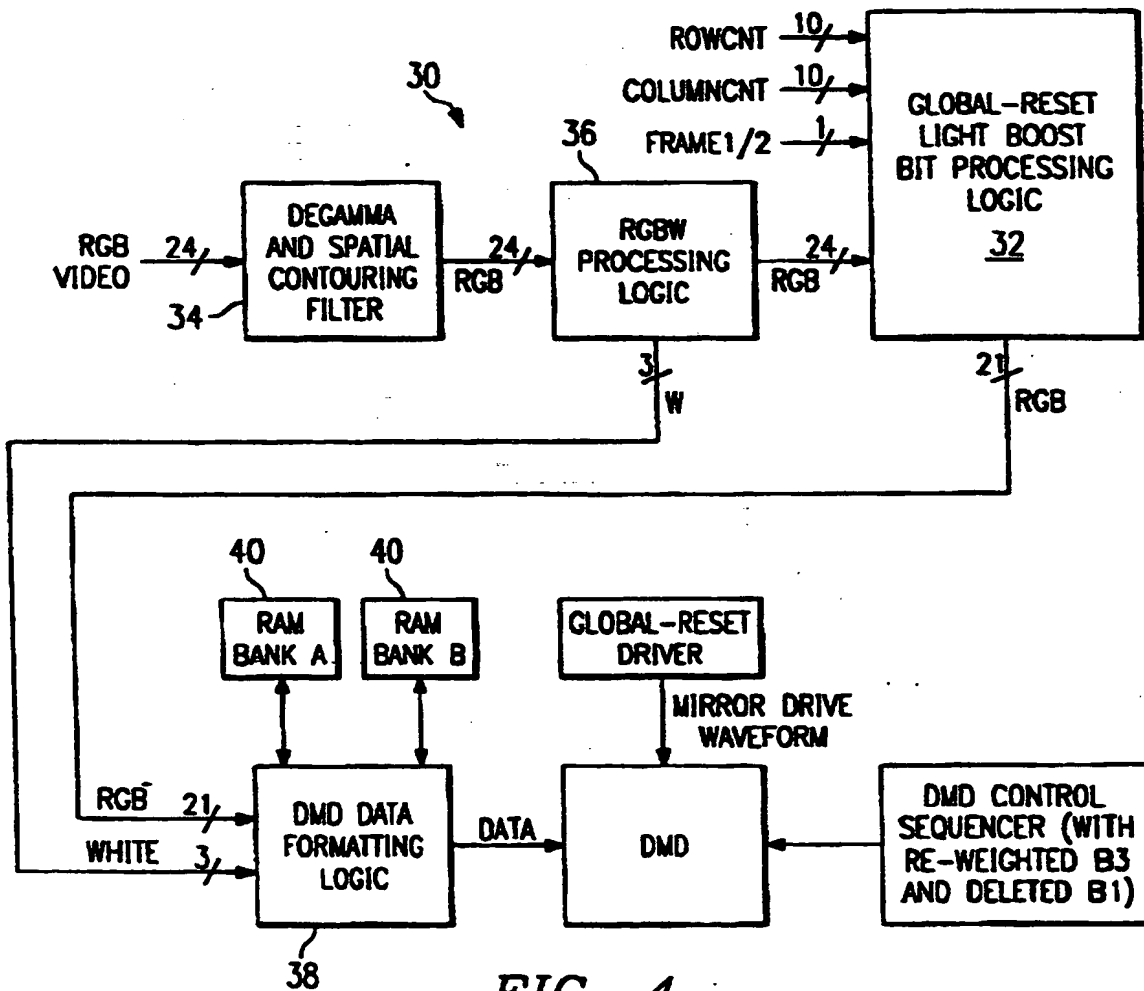 ROWCNT 10
COLUMNCNT 10
FRAME1/2 1
GLOBAL-RESET
LIGHT BOOST
BIT PROCESSING
LOGIC
32
30
36
RGB
VIDEO
24
DEGAMMA
AND SPATIAL
CONTOURING
FILTER
34
24
RGB
RGBW
PROCESSING
LOGIC
24
RGB
3
W
21
RGB
40
RAM
BANK A
40
RAM
BANK B
GLOBAL-RESET
DRIVER
MIRROR DRIVE
WAVEFORM
RGB 21
WHITE 3
DMD DATA
FORMATTING
LOGIC
38
DATA
DMD
DMD CONTROL
SEQUENCER (WITH
RE-WEIGHTED B3
AND DELETED B1)
FIG. 4